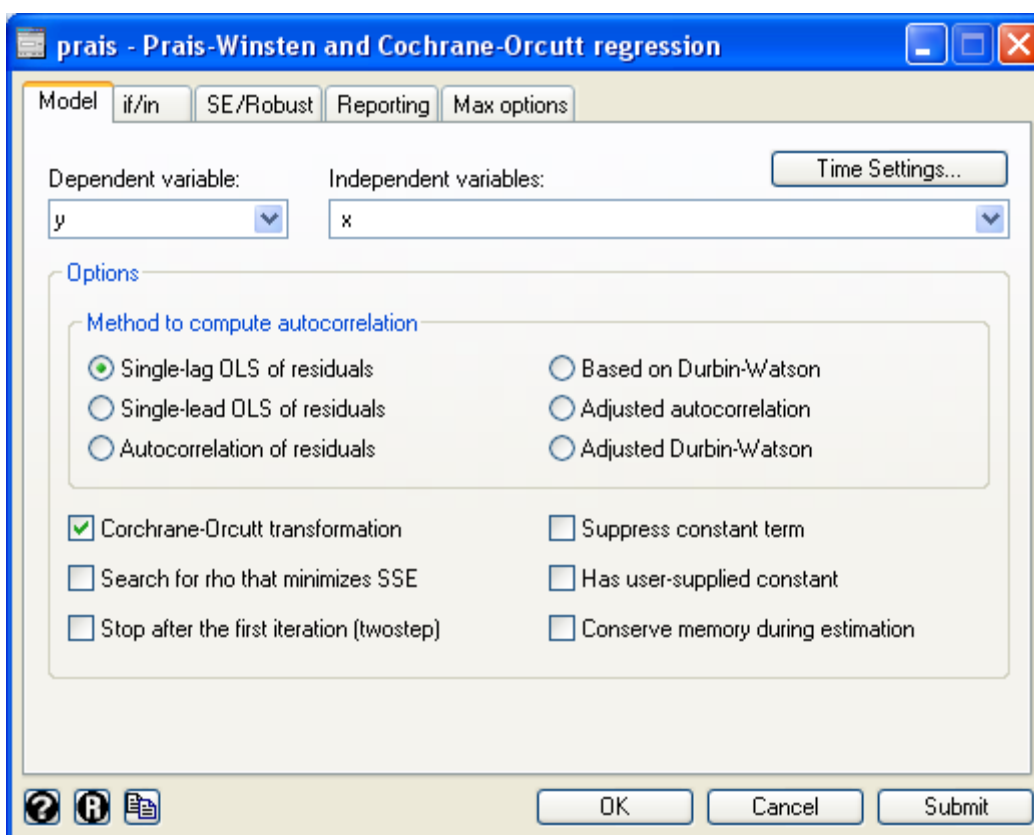 prais - Prais-Winsten and Cochrane-Orcutt regression
Model if/in SE/Robust Reporting Max options
Time Settings...
Dependent variable: Independent variables:
y x
Options
Method to compute autocorrelation
Single-lag OLS of residuals Based on Durbin-Watson
Single-lead OLS of residuals Adjusted autocorrelation
Autocorrelation of residuals Adjusted Durbin-Watson
Corchrane-Orcutt transformation Suppress constant term
Search for rho that minimizes SSE Has user-supplied constant
Stop after the first iteration (twostep) Conserve memory during estimation
? R OK Cancel Submit